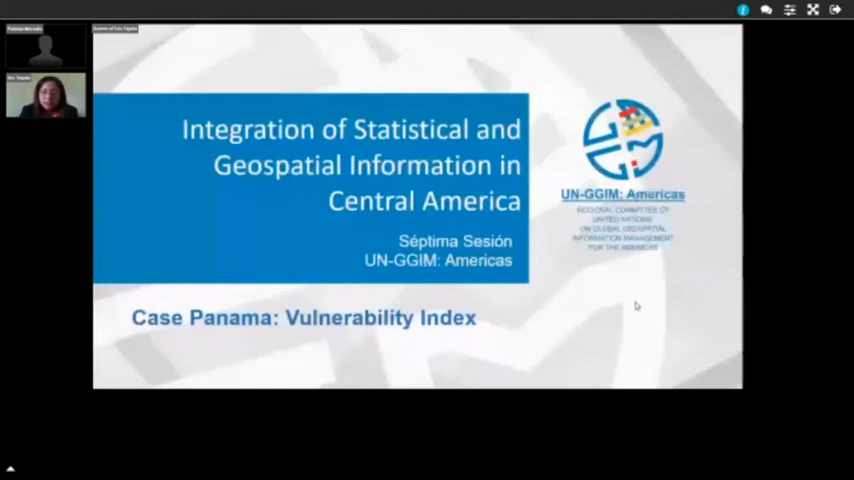 Integration of Statistical and
Geospatial Information in
Central America
Séptima Sesión
UN-GGIM: Americas
Case Panama: Vulnerability Index
UN-GGIM: Americas
REGIONAL COMMITTEE OF
UNITED NATIONS
UN GLOBAL GEOSPATIAL
INFORMATION MANAGEMENT
FOR THE AMERICAS